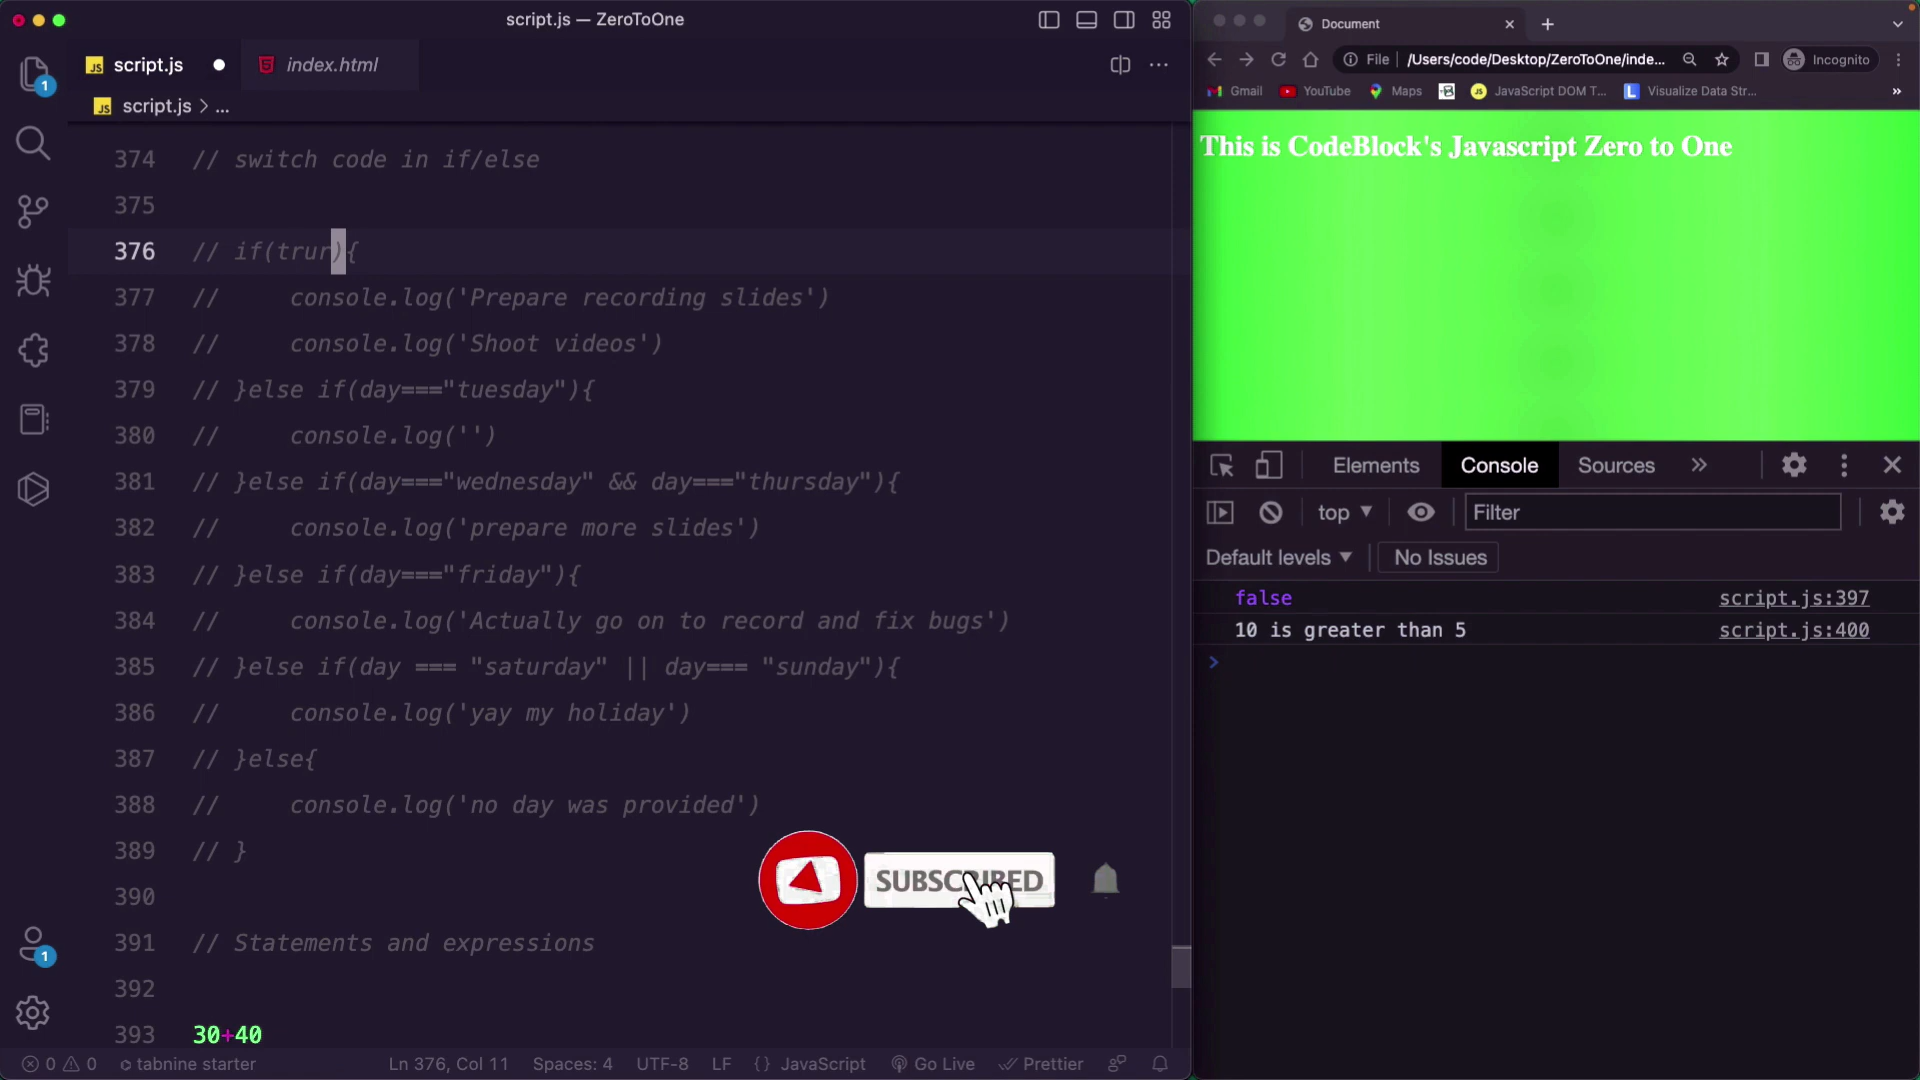 script.js — ZeroToOne
script.js
index.html
script.js > ...
374 // switch code in if/else
375
376 // if(trur){
377 //     console.log('Prepare recording slides')
378 //     console.log('Shoot videos')
379 // }else if(day==="tuesday"){
380 //     console.log('')
381 // }else if(day==="wednesday" && day==="thursday"){
382 //     console.log('prepare more slides')
383 // }else if(day==="friday"){
384 //     console.log('Actually go on to record and fix bugs')
385 // }else if(day === "saturday" || day=== "sunday"){
386 //     console.log('yay my holiday')
387 // }else{
388 //     console.log('no day was provided')
389 // }
390
391 // Statements and expressions
392
393 30+40
SUBSCRIBED
1
1
0 0 tabnine starter Ln 376, Col 11 Spaces: 4 UTF-8 LF {} JavaScript Go Live Prettier
Document
File /Users/code/Desktop/ZeroToOne/inde... Incognito
Gmail YouTube Maps JavaScript DOM T... Visualize Data Str... »
This is CodeBlock's Javascript Zero to One
Elements Console Sources »
top Filter
Default levels No Issues
false script.js:397
10 is greater than 5 script.js:400
>